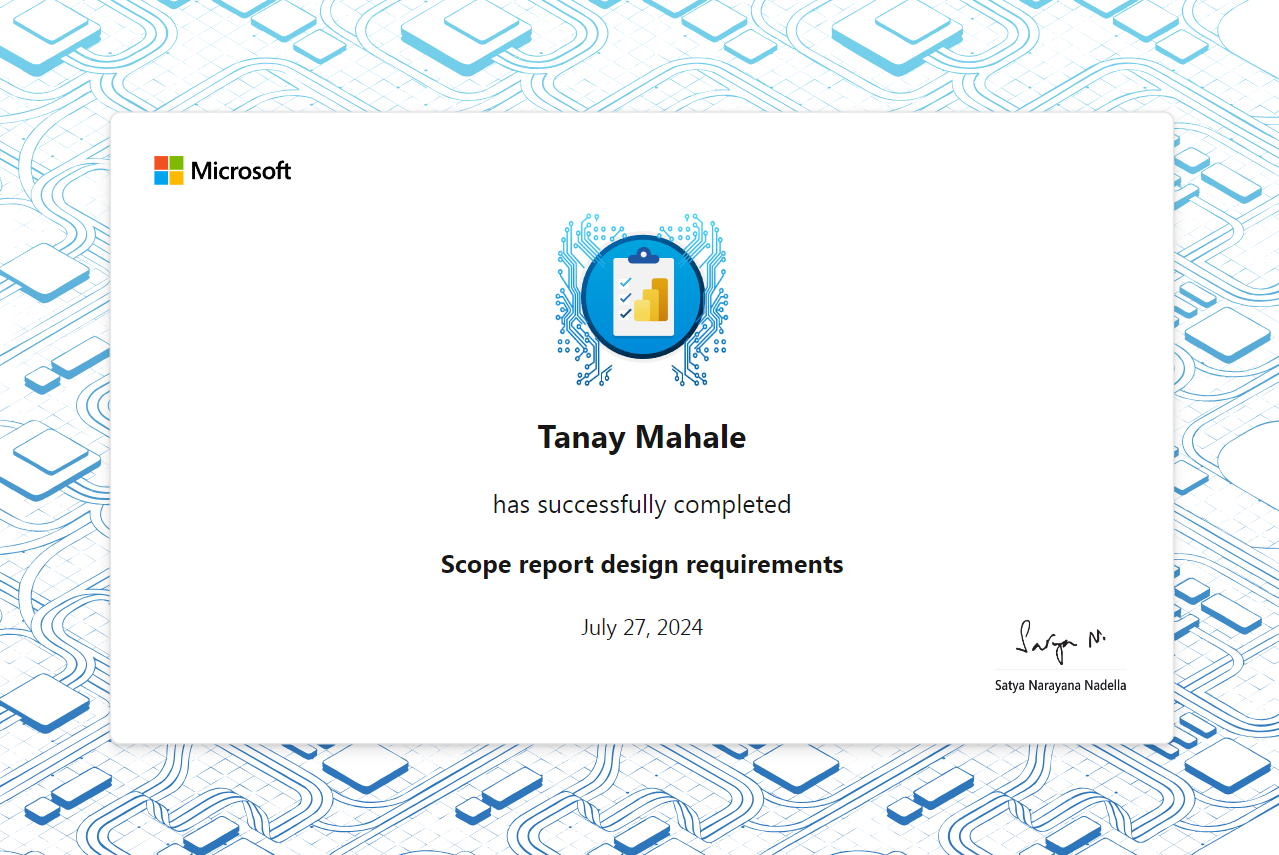 Microsoft
Tanay Mahale
has successfully completed
Scope report design requirements
July 27, 2024
Satya N.
Satya Narayana Nadella